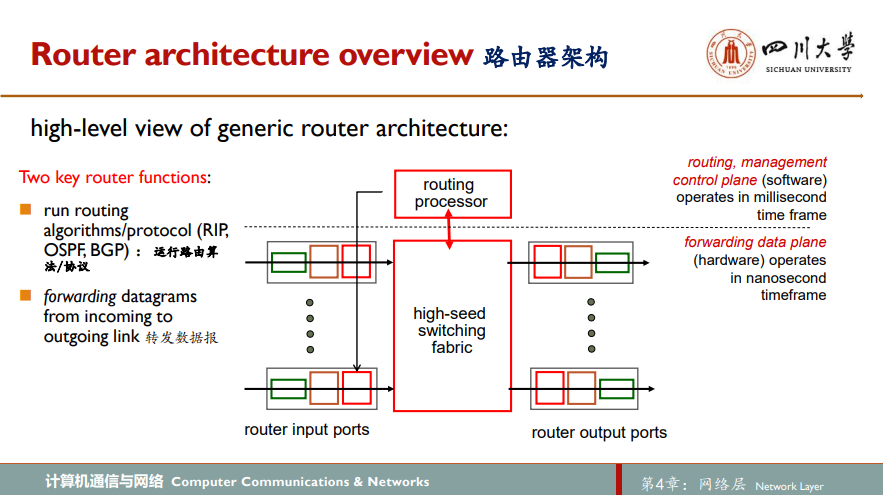 Router architecture overview 路由器架构
四川大学
SICHUAN UNIVERSITY
high-level view of generic router architecture:
Two key router functions:
run routing
algorithms/protocol (RIP,
OSPF, BGP) ：运行路由算
法/协议
forwarding datagrams
from incoming to
outgoing link 转发数据报
routing
processor
high-seed
switching
fabric
router input ports
router output ports
routing, management
control plane (software)
operates in millisecond
time frame
forwarding data plane
(hardware) operates
in nanosecond
timeframe
计算机通信与网络 Computer Communications & Networks
第4章：网络层 Network Layer